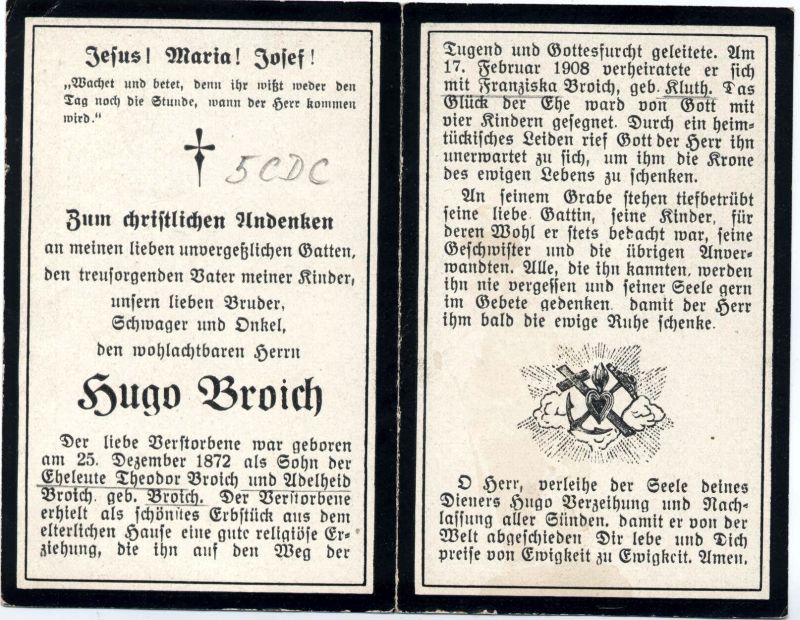 Jesus! Maria! Josef!
„Wachet und betet, denn ihr wißt weder den
Tag noch die Stunde, wann der Herr kommen
wird.“
5CDC
Zum christlichen Andenken
an meinen lieben unvergeßlichen Gatten,
den treusorgenden Vater meiner Kinder,
unsern lieben Bruder,
Schwager und Onkel,
den wohlachtbaren Herrn
Hugo Broich
Der liebe Verstorbene war geboren
am 25. Dezember 1872 als Sohn der
Eheleute Theodor Broich und Adelheid
Broich geb. Broich. Der Verstorbene
erhielt als schönstes Erbstück aus dem
elterlichen Hause eine gute religiöse Er-
ziehung, die ihn auf den Weg der
Tugend und Gottesfurcht geleitete. Am
17. Februar 1908 verheiratete er sich
mit Franziska Broich, geb. Kluth. Das
Glück der Ehe ward von Gott mit
vier Kindern gesegnet. Durch ein heim-
tückisches Leiden rief Gott der Herr ihn
unerwartet zu sich, um ihm die Krone
des ewigen Lebens zu schenken.
An seinem Grabe stehen tiefbetrübt
seine liebe Gattin, seine Kinder, für
deren Wohl er stets bedacht war, seine
Geschwister und die übrigen Anver-
wandten. Alle, die ihn kannten, werden
ihn nie vergessen und seiner Seele gern
im Gebete gedenken, damit der Herr
ihm bald die ewige Ruhe schenke.
O Herr, verleihe der Seele deines
Dieners Hugo Verzeihung und Nach-
lassung aller Sünden, damit er von der
Welt abgeschieden Dir lebe und Dich
preise von Ewigkeit zu Ewigkeit. Amen.